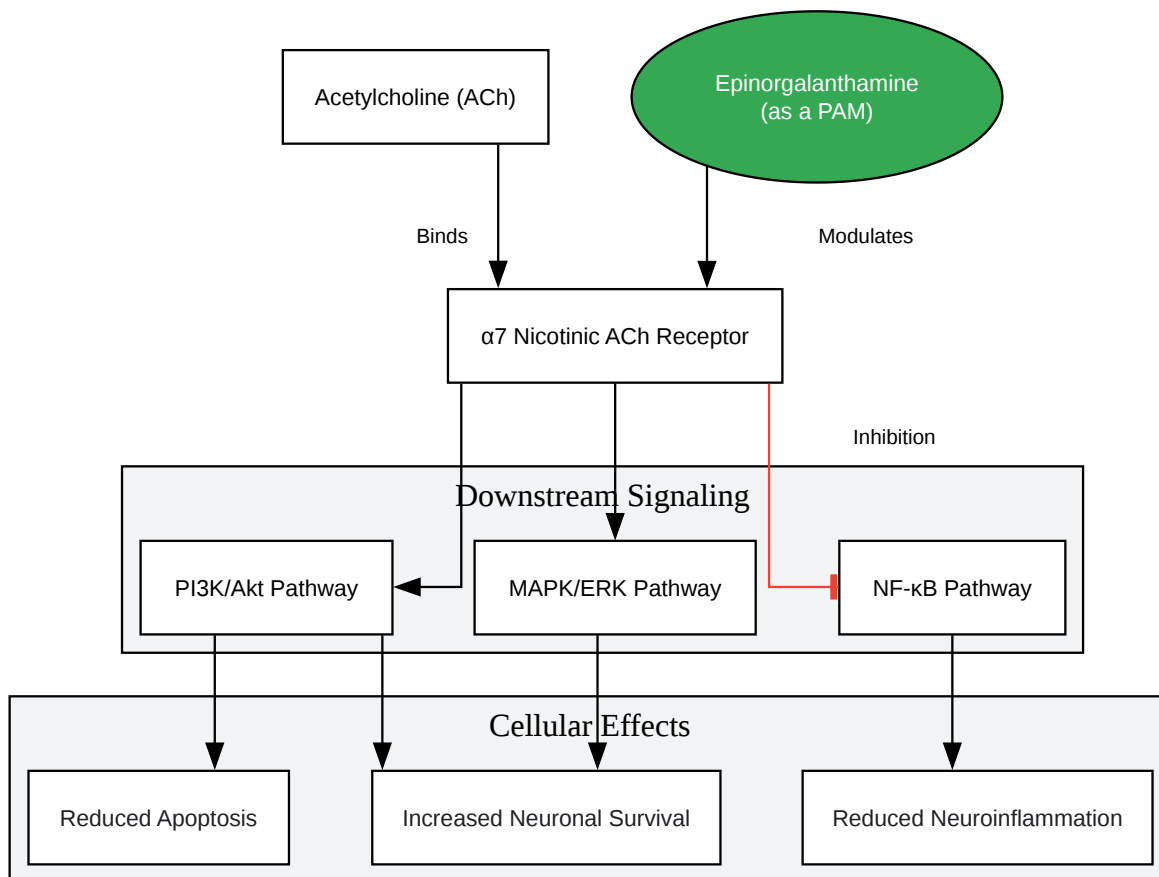 Acetylcholine (ACh)
Epinorgalanthamine
(as a PAM)
Binds
Modulates
α7 Nicotinic ACh Receptor
Inhibition
Downstream Signaling
PI3K/Akt Pathway
MAPK/ERK Pathway
NF-κB Pathway
Cellular Effects
Reduced Apoptosis
Increased Neuronal Survival
Reduced Neuroinflammation